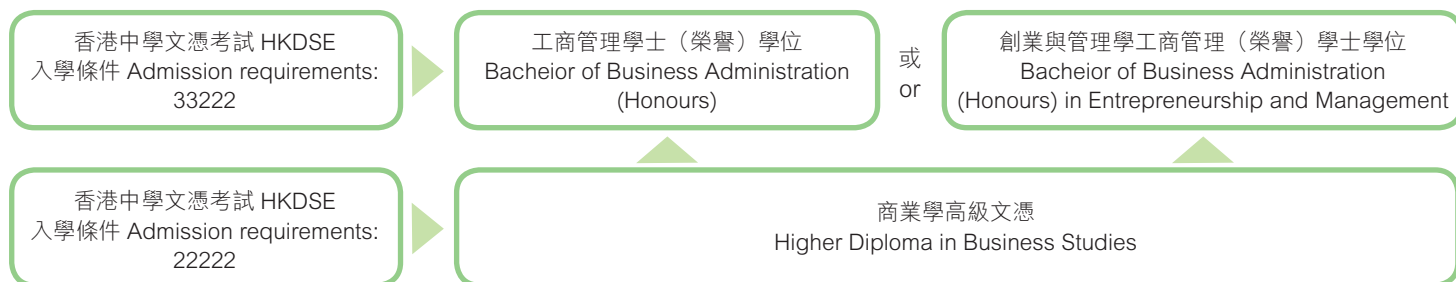 香港中學文憑考試 HKDSE
入學條件 Admission requirements:
33222
工商管理學士（榮譽）學位
Bacheior of Business Administration
(Honours)
或
or
創業與管理學工商管理（榮譽）學士學位
Bacheior of Business Administration
(Honours) in Entrepreneurship and Management
香港中學文憑考試 HKDSE
入學條件 Admission requirements:
22222
商業學高級文憑
Higher Diploma in Business Studies